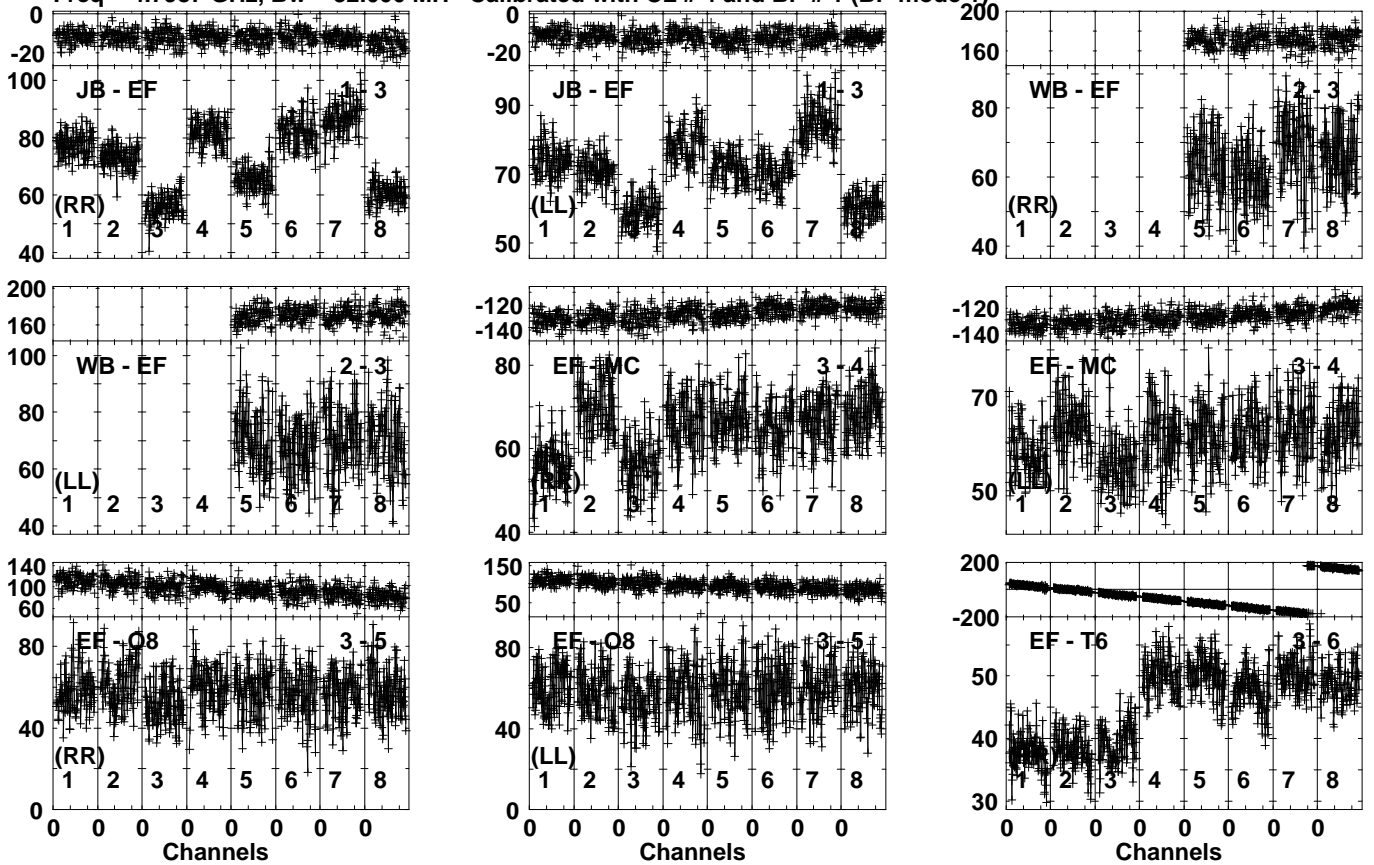 0 0 200
-20 -20 160
100 JB - EF 1 - 3 90 JB - EF 1 - 3 80 WB - EF 2 - 3
80 70 60
60 (RR) (LL) (RR)
1 2 3 4 5 6 7 8 1 2 3 4 5 6 7 8 1 2 3 4 5 6 7 8
40 50 40
200 -120 -120
160 -140 -140
100 WB - EF 2 - 3 80 EF - MC 3 - 4 70 EF - MC 3 - 4
80 60
60 (LL) (RR) 50 (LL)
1 2 3 4 5 6 7 8 1 2 3 4 5 6 7 8 1 2 3 4 5 6 7 8
40 40
140 150 200
100
60 50 -200
80 EF - O8 3 - 5 80 EF - O8 3 - 5 50 EF - T6 3 - 6
40 40 40
(RR) (LL)
1 2 3 4 5 6 7 8 1 2 3 4 5 6 7 8 1 2 3 4 5 6 7 8
0 0 30
0 0 0 0 0 0 0 0 0 0 0 0 0 0 0 0 0 0 0 0 0 0 0 0
Channels Channels Channels